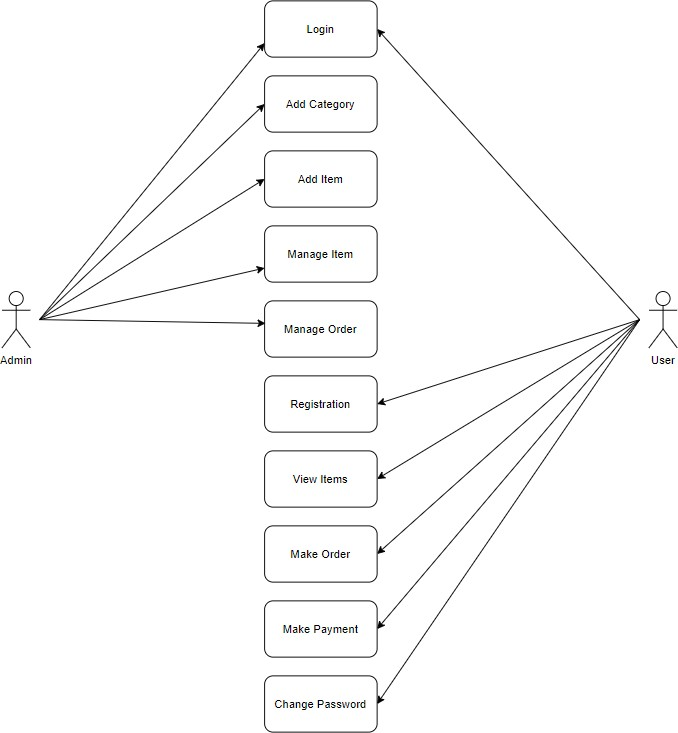 Login
Add Category
Add Item
Manage Item
Manage Order
Admin
User
Registration
View Items
Make Order
Make Payment
Change Password